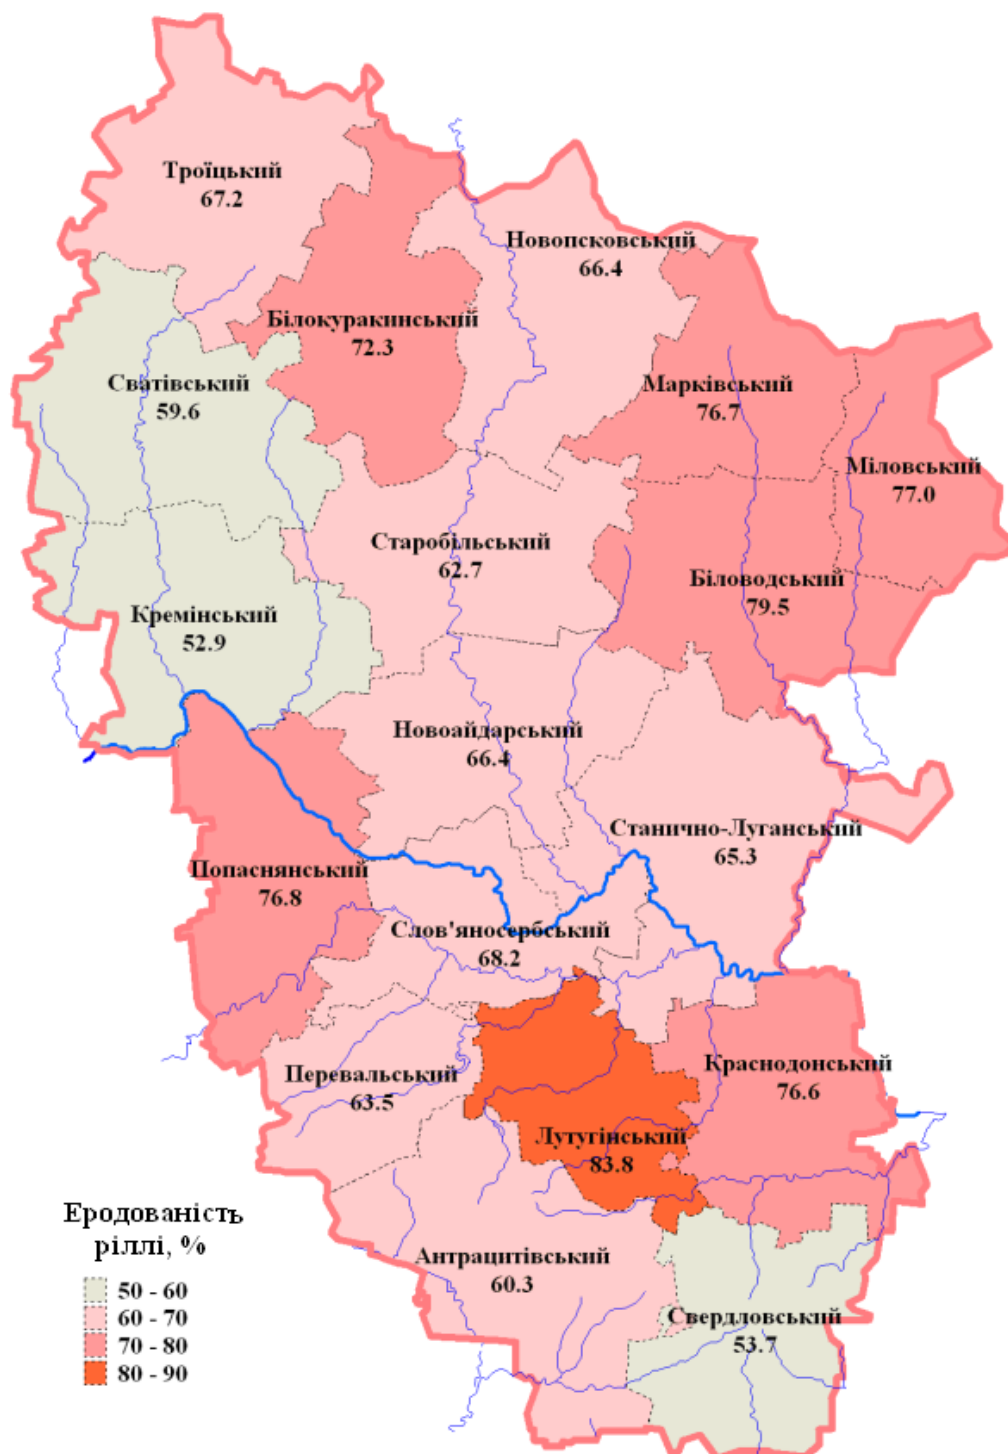 Троїцький
67.2
Новопсковський
66.4
Білокуракинський
72.3
Сватівський
59.6
Марківський
76.7
Міловський
77.0
Старобільський
62.7
Біловодський
79.5
Кремінський
52.9
Новоайдарський
66.4
Станично-Луганський
65.3
Попаснянський
76.8
Слов'яносербський
68.2
Перевальський
63.5
Краснодонський
76.6
Лутугінський
83.8
Антрацитівський
60.3
Свердловський
53.7
Еродованість
ріллі, %
50 - 60
60 - 70
70 - 80
80 - 90